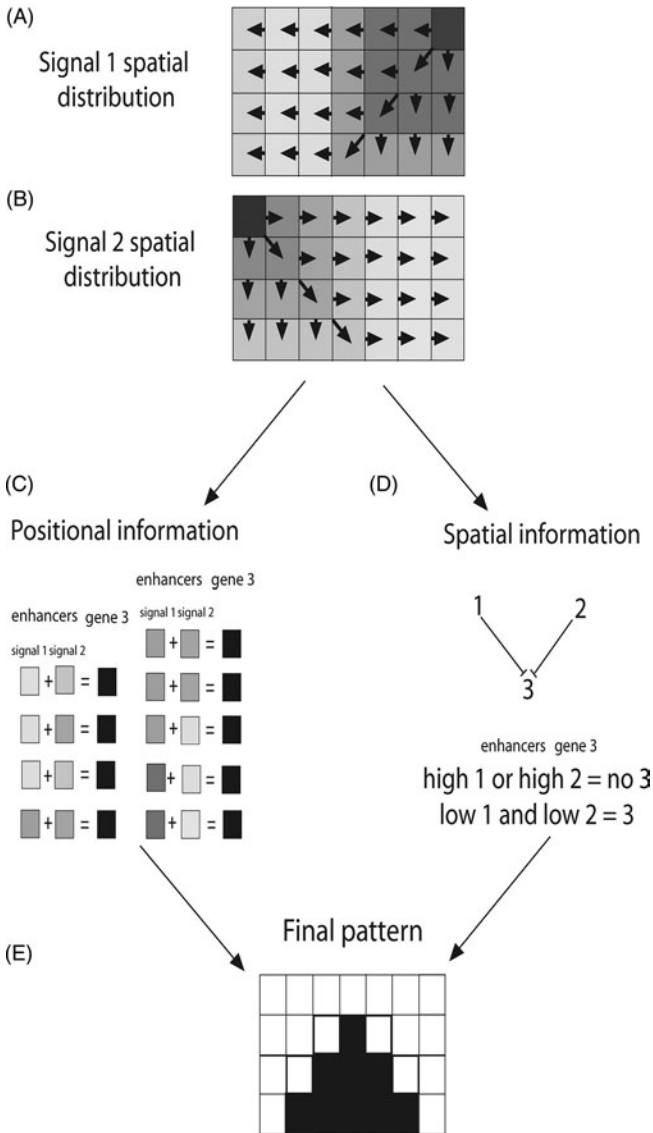 (A)
Signal 1 spatial
distribution
(B)
Signal 2 spatial
distribution
(C)
Positional information
enhancers gene 3
signal 1 signal 2
+ =
+ =
+ =
+ =
enhancers gene 3
signal 1 signal 2
+ =
+ =
+ =
+ =
+ =
(D)
Spatial information
1 2
3
enhancers gene 3
high 1 or high 2 = no 3
low 1 and low 2 = 3
Final pattern
(E)